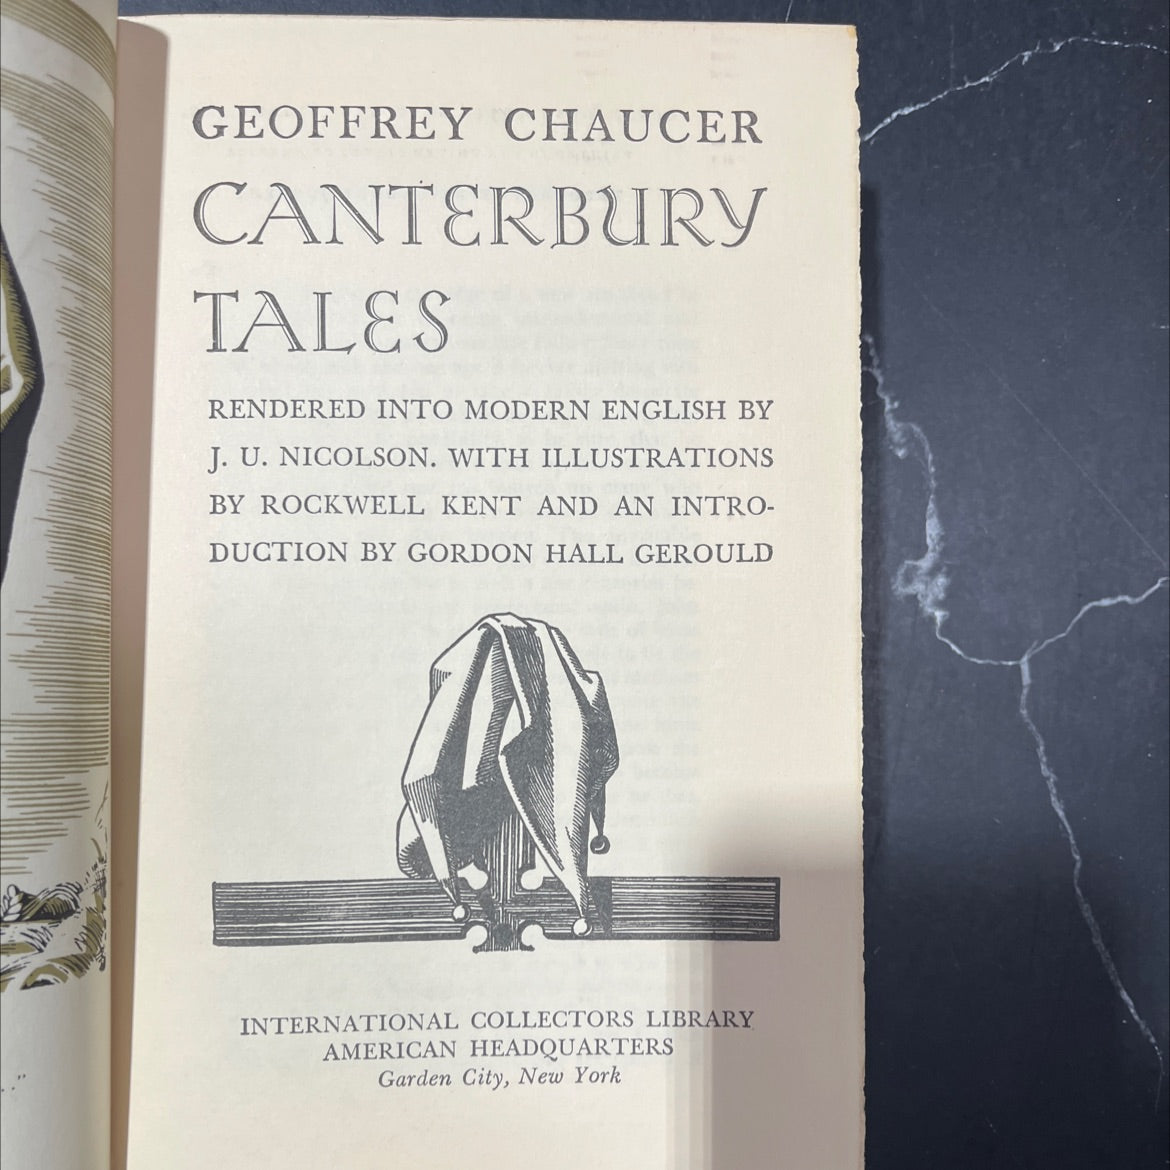 GEOFFREY CHAUCER
CANTERBURY
TALES
RENDERED INTO MODERN ENGLISH BY
J. U. NICOLSON. WITH ILLUSTRATIONS
BY ROCKWELL KENT AND AN INTRO-
DUCTION BY GORDON HALL GEROULD
INTERNATIONAL COLLECTORS LIBRARY
AMERICAN HEADQUARTERS
Garden City, New York